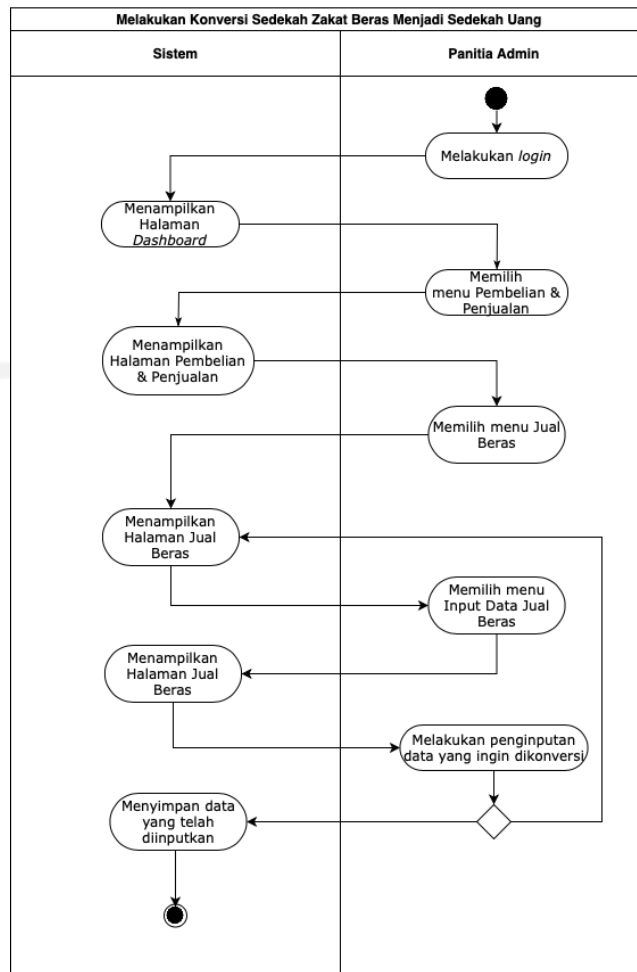 Melakukan Konversi Sedekah Zakat Beras Menjadi Sedekah Uang
Sistem
Panitia Admin
Melakukan login
Menampilkan
Halaman
Dashboard
Memilih
menu Pembelian &
Penjualan
Menampilkan
Halaman Pembelian
& Penjualan
Memilih menu Jual
Beras
Menampilkan
Halaman Jual
Beras
Memilih menu
Input Data Jual
Beras
Menampilkan
Halaman Jual
Beras
Melakukan penginputan
data yang ingin dikonversi
Menyimpan data
yang telah
diinputkan